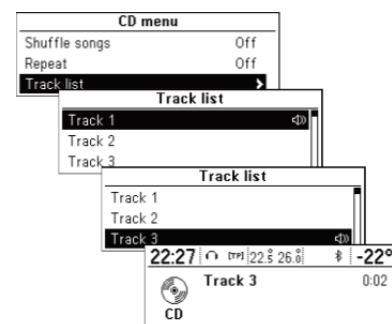 CD menu
Shuffle songs Off
Repeat Off
Track list
Track list
Track 1
Track 2
Track 3
Track list
Track 1
Track 2
Track 3
22:27 [TP] 22.5 26.0 -22°
Track 3 0:02
CD